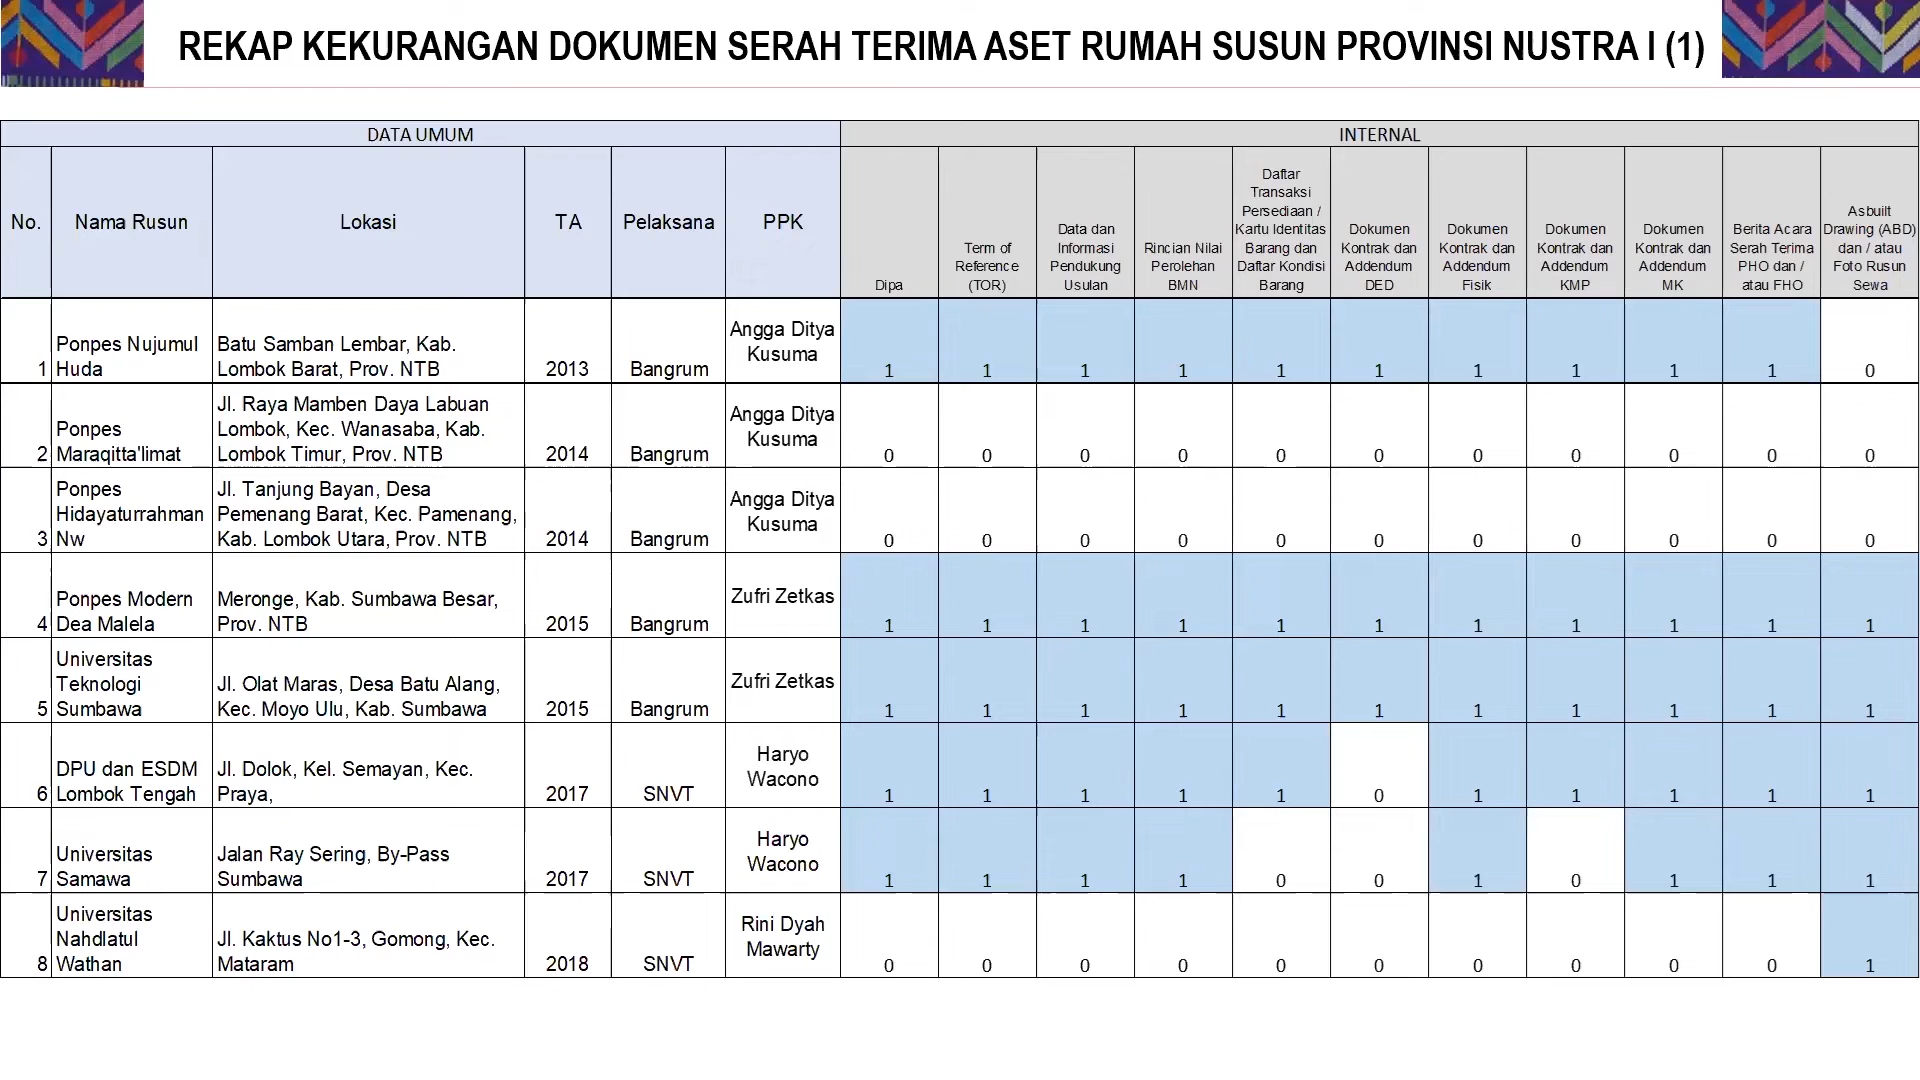 REKAP KEKURANGAN DOKUMEN SERAH TERIMA ASET RUMAH SUSUN PROVINSI NUSTRA I (1)
DATA UMUM INTERNAL
No. Nama Rusun Lokasi TA Pelaksana PPK
Dipa
Term of
Reference
(TOR)
Data dan
Informasi
Pendukung
Usulan
Rincian Nilai
Perolehan
BMN
Daftar
Transaksi
Persediaan /
Kartu Identitas
Barang dan
Daftar Kondisi
Barang
Dokumen
Kontrak dan
Addendum
DED
Dokumen
Kontrak dan
Addendum
Fisik
Dokumen
Kontrak dan
Addendum
KMP
Dokumen
Kontrak dan
Addendum
MK
Berita Acara
Serah Terima
PHO dan /
atau FHO
Asbuilt
Drawing (ABD)
dan / atau
Foto Rusun
Sewa
1
Ponpes Nujumul
Huda
Batu Samban Lembar, Kab.
Lombok Barat, Prov. NTB
2013
Bangrum
Angga Ditya
Kusuma
1 1 1 1 1 1 1 1 1 1 0
2
Ponpes
Maraqitta'limat
Jl. Raya Mamben Daya Labuan
Lombok, Kec. Wanasaba, Kab.
Lombok Timur, Prov. NTB
2014
Bangrum
Angga Ditya
Kusuma
0 0 0 0 0 0 0 0 0 0 0
3
Ponpes
Hidayaturrahman
Nw
Jl. Tanjung Bayan, Desa
Pemenang Barat, Kec. Pamenang,
Kab. Lombok Utara, Prov. NTB
2014
Bangrum
Angga Ditya
Kusuma
0 0 0 0 0 0 0 0 0 0 0
4
Ponpes Modern
Dea Malela
Meronge, Kab. Sumbawa Besar,
Prov. NTB
2015
Bangrum
Zufri Zetkas
1 1 1 1 1 1 1 1 1 1 1
5
Universitas
Teknologi
Sumbawa
Jl. Olat Maras, Desa Batu Alang,
Kec. Moyo Ulu, Kab. Sumbawa
2015
Bangrum
Zufri Zetkas
1 1 1 1 1 1 1 1 1 1 1
6
DPU dan ESDM
Lombok Tengah
Jl. Dolok, Kel. Semayan, Kec.
Praya,
2017
SNVT
Haryo
Wacono
1 1 1 1 1 0 1 1 1 1 1
7
Universitas
Samawa
Jalan Ray Sering, By-Pass
Sumbawa
2017
SNVT
Haryo
Wacono
1 1 1 1 0 0 1 0 1 1 1
8
Universitas
Nahdlatul
Wathan
Jl. Kaktus No1-3, Gomong, Kec.
Mataram
2018
SNVT
Rini Dyah
Mawarty
0 0 0 0 0 0 0 0 0 0 1